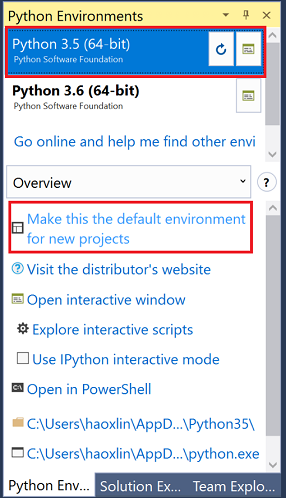 Python Environments
Python 3.5 (64-bit)
Python Software Foundation
Python 3.6 (64-bit)
Python Software Foundation
Go online and help me find other envi
Overview
?
Make this the default environment
for new projects
Visit the distributor's website
Open interactive window
Explore interactive scripts
Use IPython interactive mode
Open in PowerShell
C:\Users\haoxlin\AppD...\Python35\
C:\Users\haoxlin\AppD...\python.exe
Python Env... Solution Ex... Team Explo...